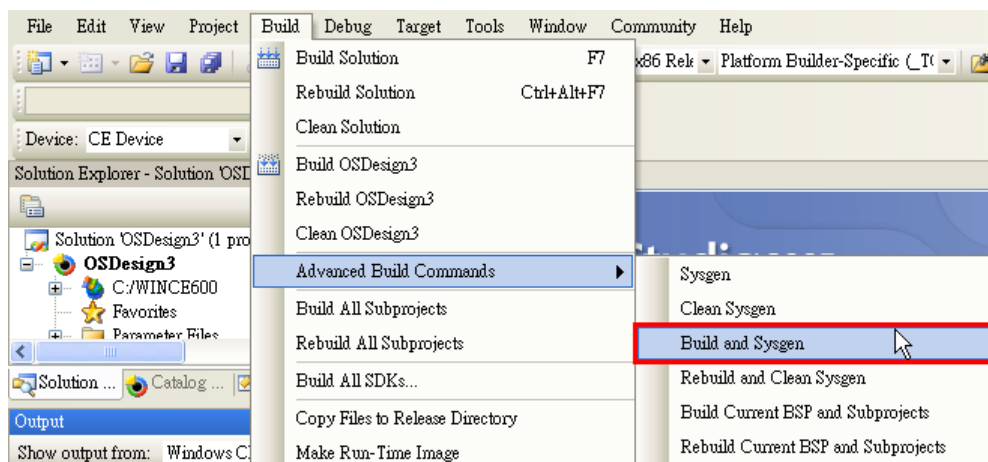 File Edit View Project Build Debug Target Tools Window Community Help
Build Solution F7
Platform Builder-Specific (_T(
Rebuild Solution Ctrl+Alt+F7
Clean Solution
Device: CE Device
Build OSDesign3
Solution Explorer - Solution 'OSD
Rebuild OSDesign3
Clean OSDesign3
Solution 'OSDesign3' (1 pro
OSDesign3
C:/WINCE600
Favorites
Parameter Files
Advanced Build Commands
Build All Subprojects
Rebuild All Subprojects
Build All SDKs...
Copy Files to Release Directory
Make Run-Time Image
Sysgen
Clean Sysgen
Build and Sysgen
Rebuild and Clean Sysgen
Build Current BSP and Subprojects
Rebuild Current BSP and Subprojects
Solution ... Catalog ...
Output
Show output from: Windows C